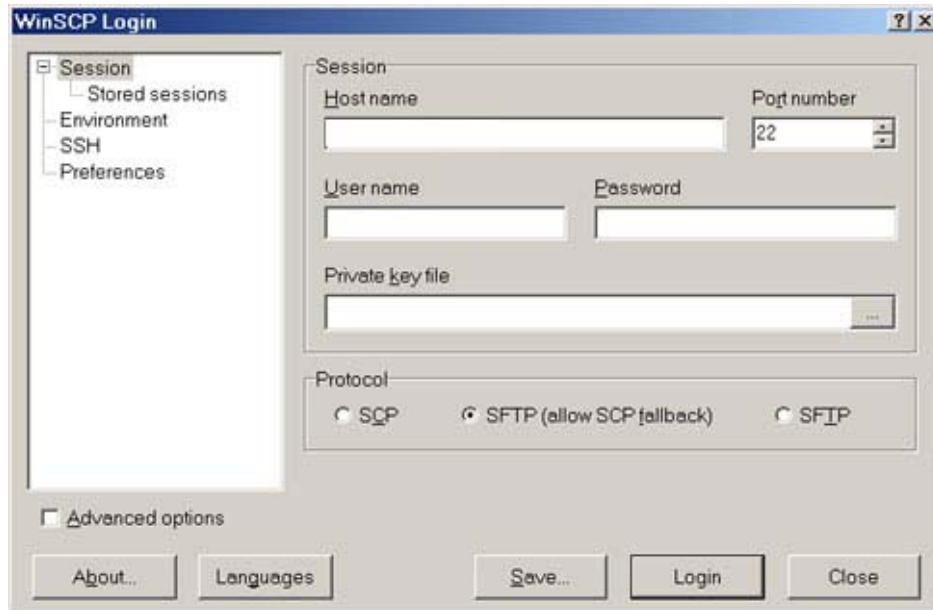 WinSCP Login
Session
Stored sessions
Environment
SSH
Preferences
Session
Host name
Port number
22
User name
Password
Private key file
...
Protocol
SCP
SFTP (allow SCP fallback)
SFTP
Advanced options
About...
Languages
Save...
Login
Close